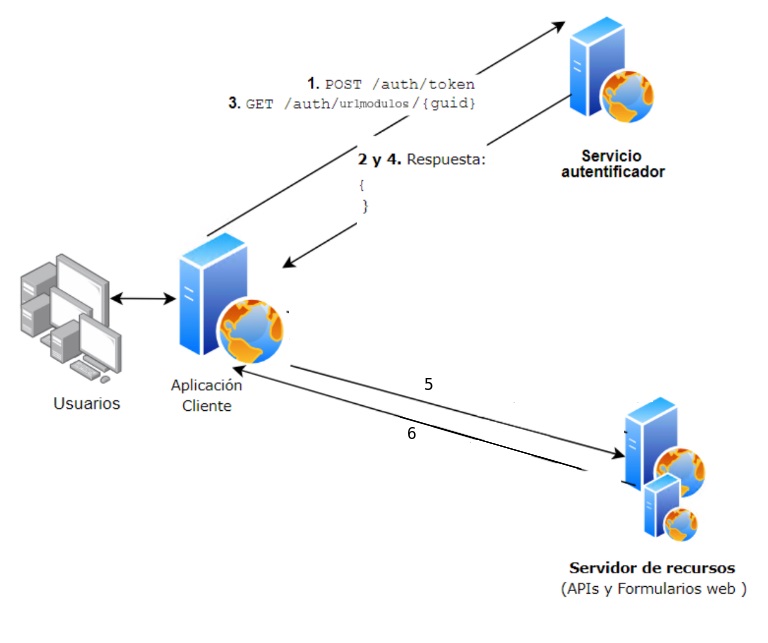 1. POST /auth/token
3. GET /auth/urlmodulos/{guid}
2 y 4. Respuesta:
{
}
Servicio
autentificador
Usuarios
Aplicación
Cliente
5
6
Servidor de recursos
(APIs y Formularios web )